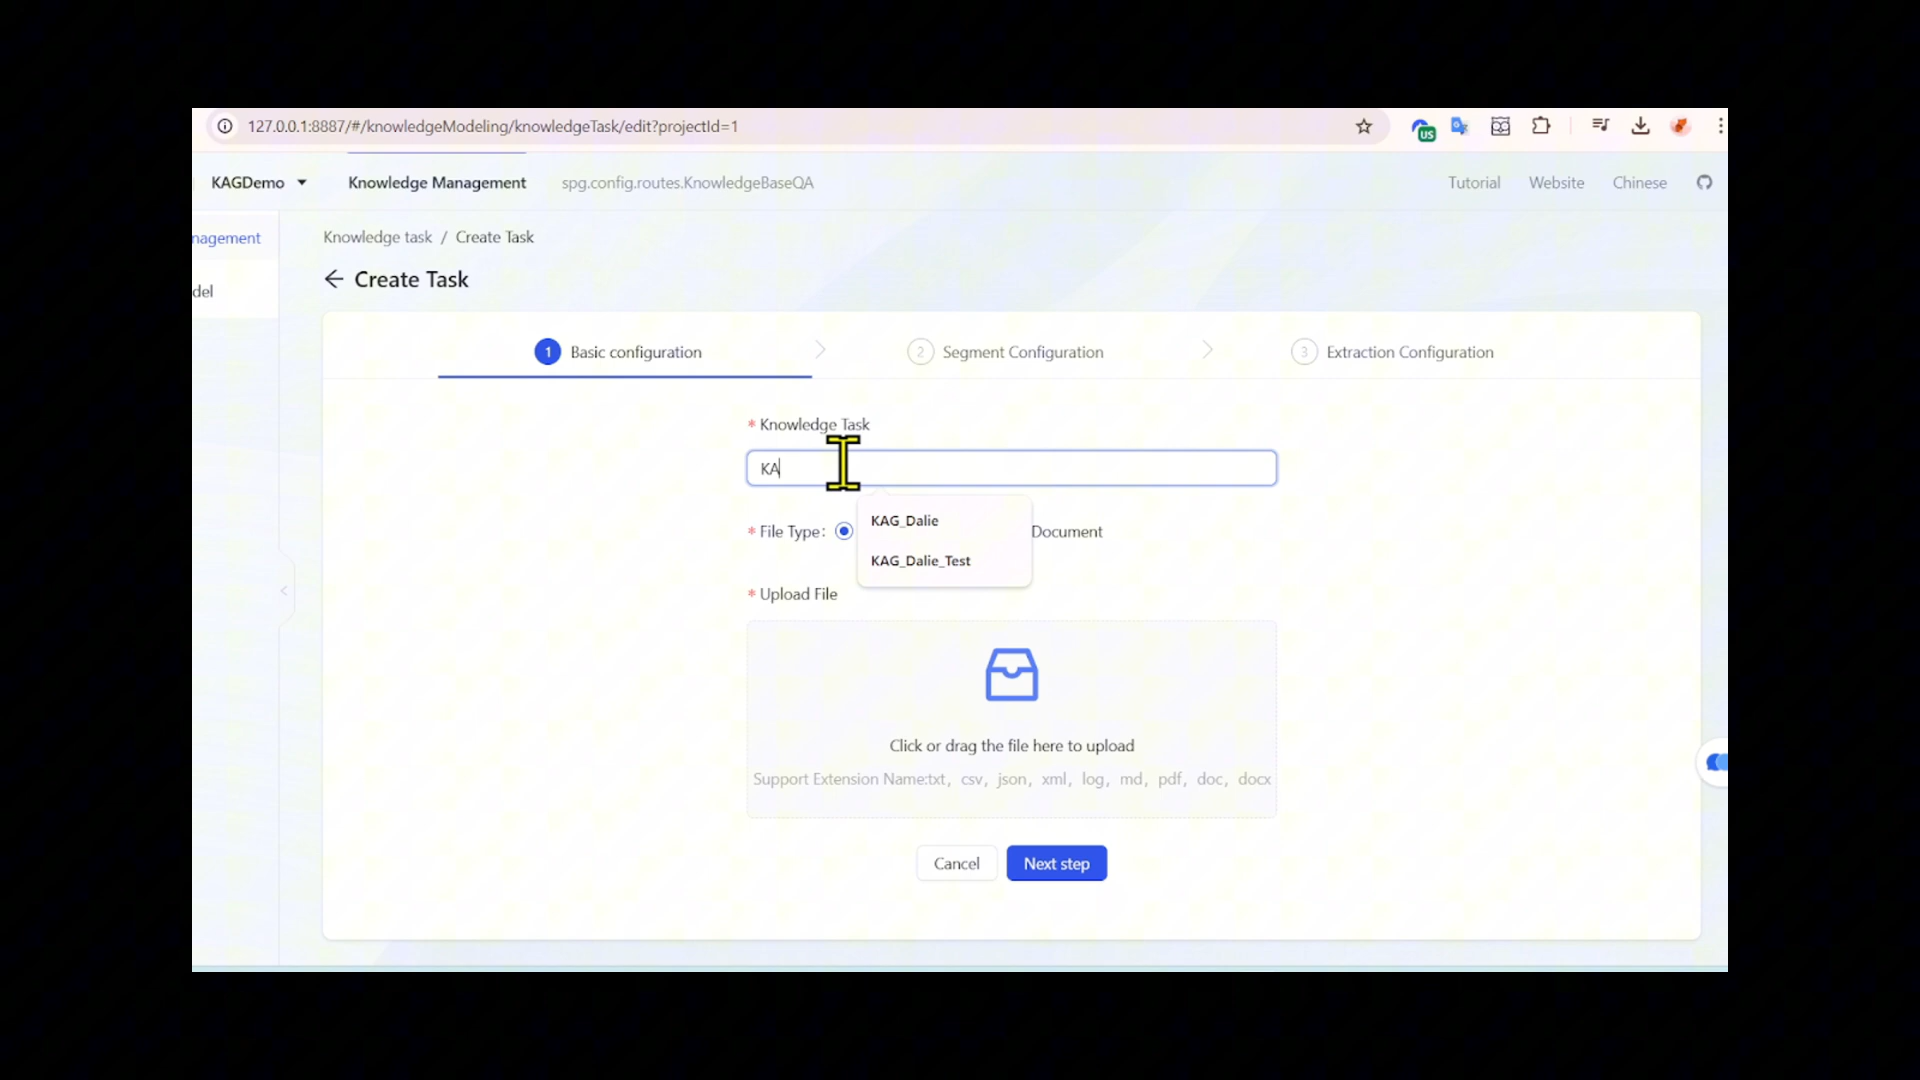 127.0.0.1:8887/#/knowledgeModeling/knowledgeTask/edit?projectId=1
US
KAGDemo Knowledge Management spg.config.routes.KnowledgeBaseQA Tutorial Website Chinese
nagement
del
Knowledge task / Create Task
← Create Task
1 Basic configuration 2 Segment Configuration 3 Extraction Configuration
* Knowledge Task
KA
KAG_Dalie
* File Type: Document
KAG_Dalie_Test
* Upload File
Click or drag the file here to upload
Support Extension Name:txt, csv, json, xml, log, md, pdf, doc, docx
Cancel Next step